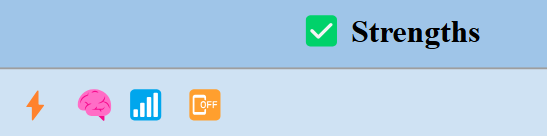 ✅ Strengths
⚡ 🧠 📶 📴